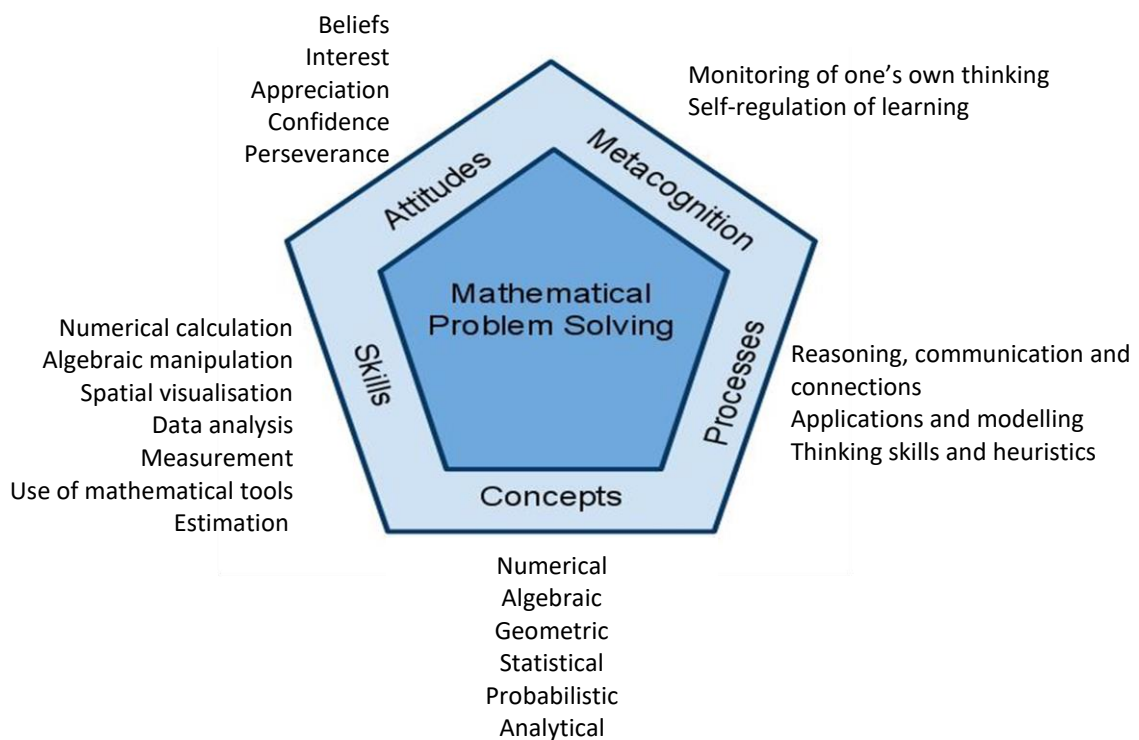 Beliefs
Interest
Appreciation
Confidence
Perseverance
Monitoring of one’s own thinking
Self-regulation of learning
Attitudes
Metacognition
Mathematical
Problem Solving
Numerical calculation
Algebraic manipulation
Spatial visualisation
Data analysis
Measurement
Use of mathematical tools
Estimation
Skills
Processes
Reasoning, communication and
connections
Applications and modelling
Thinking skills and heuristics
Concepts
Numerical
Algebraic
Geometric
Statistical
Probabilistic
Analytical